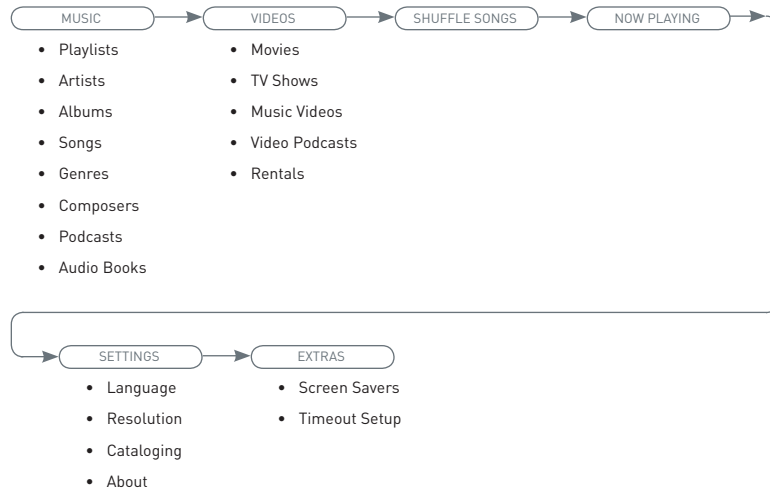 MUSIC
VIDEOS
SHUFFLE SONGS
NOW PLAYING
• Playlists
• Artists
• Albums
• Songs
• Genres
• Composers
• Podcasts
• Audio Books
• Movies
• TV Shows
• Music Videos
• Video Podcasts
• Rentals
SETTINGS
EXTRAS
• Language
• Resolution
• Cataloging
• About
• Screen Savers
• Timeout Setup